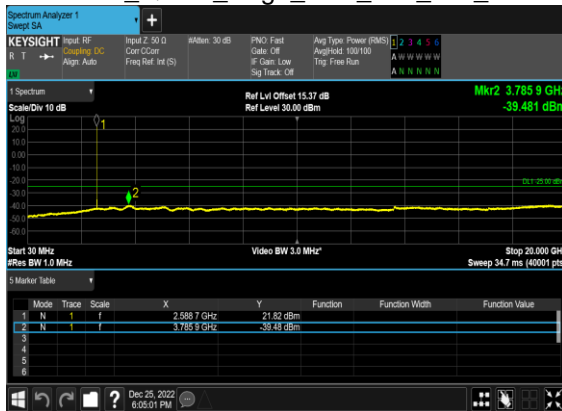 Spectrum Analyzer 1
Swept SA
KEYSIGHT Input: RF Input Z: 50 Ω #Atten: 30 dB PNO: Fast Avg Type: Power (RMS) 1 2 3 4 5 6
R T Coupling: DC Corr CCorr Gate: Off Avg|Hold: 100/100 A W W W W W
Align: Auto Freq Ref: Int (S) IF Gain: Low Trig: Free Run
Sig Track: Off A N N N N N
1 Spectrum Ref Lvl Offset 15.37 dB Mkr2 3.785 9 GHz
Scale/Div 10 dB Ref Level 30.00 dBm -39.481 dBm
Log
20.0
10.0
0.00
-10.0
-20.0
-30.0
-40.0
-50.0
-60.0
1
2
Start 30 MHz Video BW 3.0 MHz* Stop 20.000 GH
#Res BW 1.0 MHz Sweep 34.7 ms (40001 pts
5 Marker Table
Mode Trace Scale X Y Function Function Width Function Value
1 N 1 f 2.588 7 GHz 21.82 dBm
2 N 1 f 3.785 9 GHz -39.48 dBm
3
4
5
6
? Dec 25, 2022
6:05:01 PM